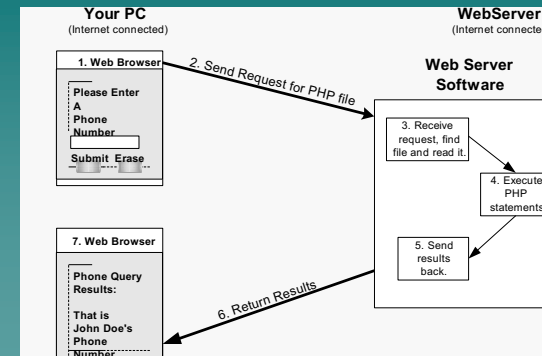 Your PC
(Internet connected)
WebServer
(Internet connecte
1. Web Browser
Please Enter
A
Phone
Number
Submit Erase
2. Send Request for PHP file
Web Server
Software
3. Receive
request, find
file and read it.
4. Execute
PHP
statements
5. Send
results
back.
6. Return Results
7. Web Browser
Phone Query
Results:
That is
John Doe's
Phone
Number